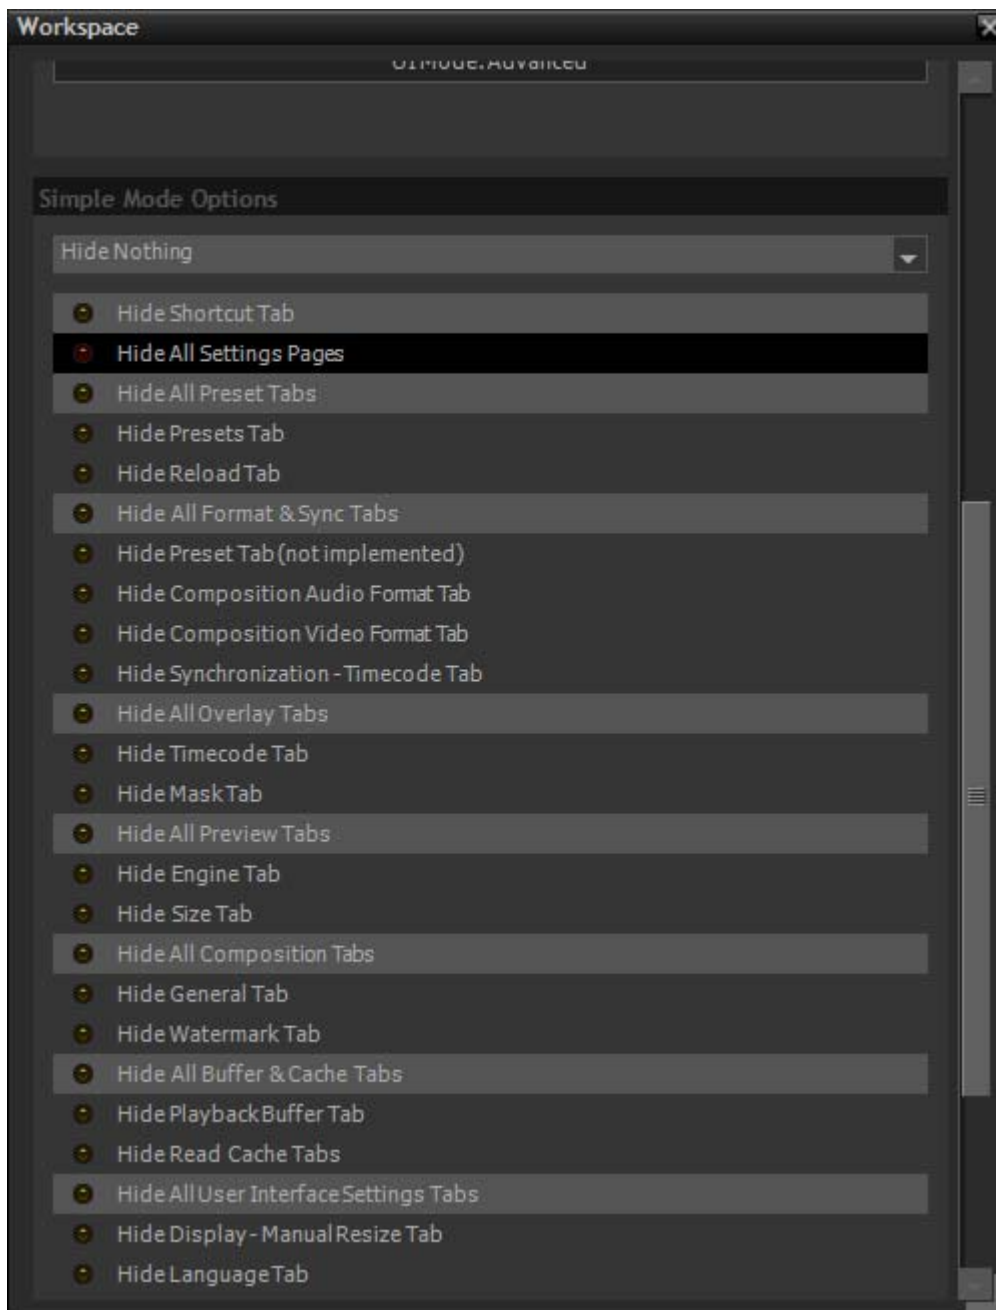 Workspace
UIMode.Advanced
Simple Mode Options
Hide Nothing
Hide Shortcut Tab
Hide All Settings Pages
Hide All Preset Tabs
Hide Presets Tab
Hide Reload Tab
Hide All Format & Sync Tabs
Hide Preset Tab (not implemented)
Hide Composition Audio Format Tab
Hide Composition Video Format Tab
Hide Synchronization - Timecode Tab
Hide All Overlay Tabs
Hide Timecode Tab
Hide Mask Tab
Hide All Preview Tabs
Hide Engine Tab
Hide Size Tab
Hide All Composition Tabs
Hide General Tab
Hide Watermark Tab
Hide All Buffer & Cache Tabs
Hide Playback Buffer Tab
Hide Read Cache Tabs
Hide All User Interface Settings Tabs
Hide Display - Manual Resize Tab
Hide Language Tab